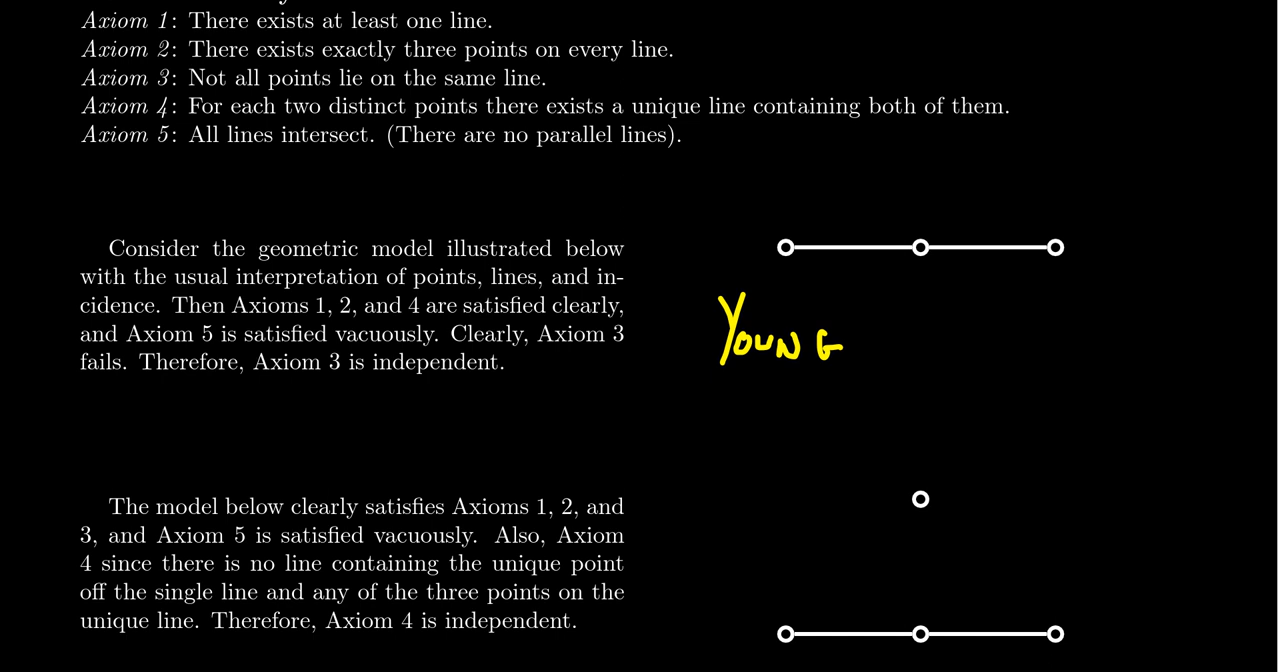 Axiom 1: There exists at least one line.
Axiom 2: There exists exactly three points on every line.
Axiom 3: Not all points lie on the same line.
Axiom 4: For each two distinct points there exists a unique line containing both of them.
Axiom 5: All lines intersect. (There are no parallel lines).
Consider the geometric model illustrated below
with the usual interpretation of points, lines, and in-
cidence. Then Axioms 1, 2, and 4 are satisfied clearly,
and Axiom 5 is satisfied vacuously. Clearly, Axiom 3
fails. Therefore, Axiom 3 is independent.
YOUNG
The model below clearly satisfies Axioms 1, 2, and
3, and Axiom 5 is satisfied vacuously. Also, Axiom
4 since there is no line containing the unique point
off the single line and any of the three points on the
unique line. Therefore, Axiom 4 is independent.